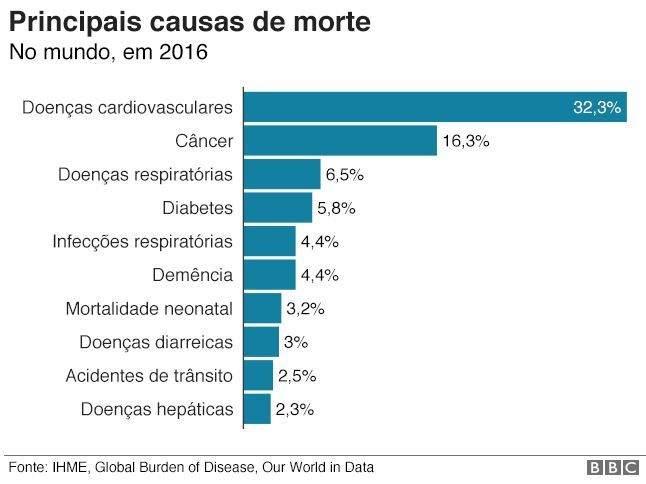 Principais causas de morte
No mundo, em 2016
Doenças cardiovasculares 32,3%
Câncer 16,3%
Doenças respiratórias 6,5%
Diabetes 5,8%
Infecções respiratórias 4,4%
Demência 4,4%
Mortalidade neonatal 3,2%
Doenças diarreicas 3%
Acidentes de trânsito 2,5%
Doenças hepáticas 2,3%
Fonte: IHME, Global Burden of Disease, Our World in Data BBC